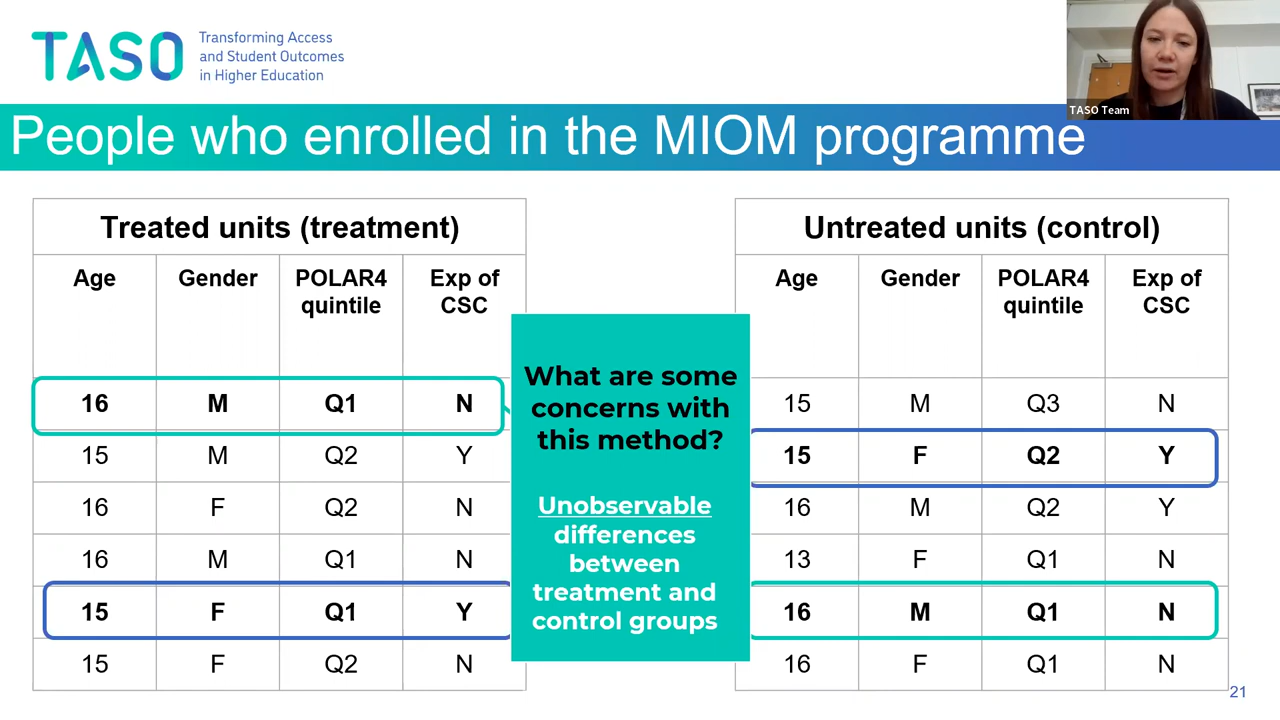 TASO
Transforming Access
and Student Outcomes
in Higher Education
TASO Team
People who enrolled in the MIOM programme
Treated units (treatment)
Age Gender POLAR4 quintile Exp of CSC
16 M Q1 N
15 M Q2 Y
16 F Q2 N
16 M Q1 N
15 F Q1 Y
15 F Q2 N
What are some
concerns with
this method?
Unobservable
differences
between
treatment and
control groups
Untreated units (control)
Age Gender POLAR4 quintile Exp of CSC
15 M Q3 N
15 F Q2 Y
16 M Q2 Y
13 F Q1 N
16 M Q1 N
16 F Q1 N
21